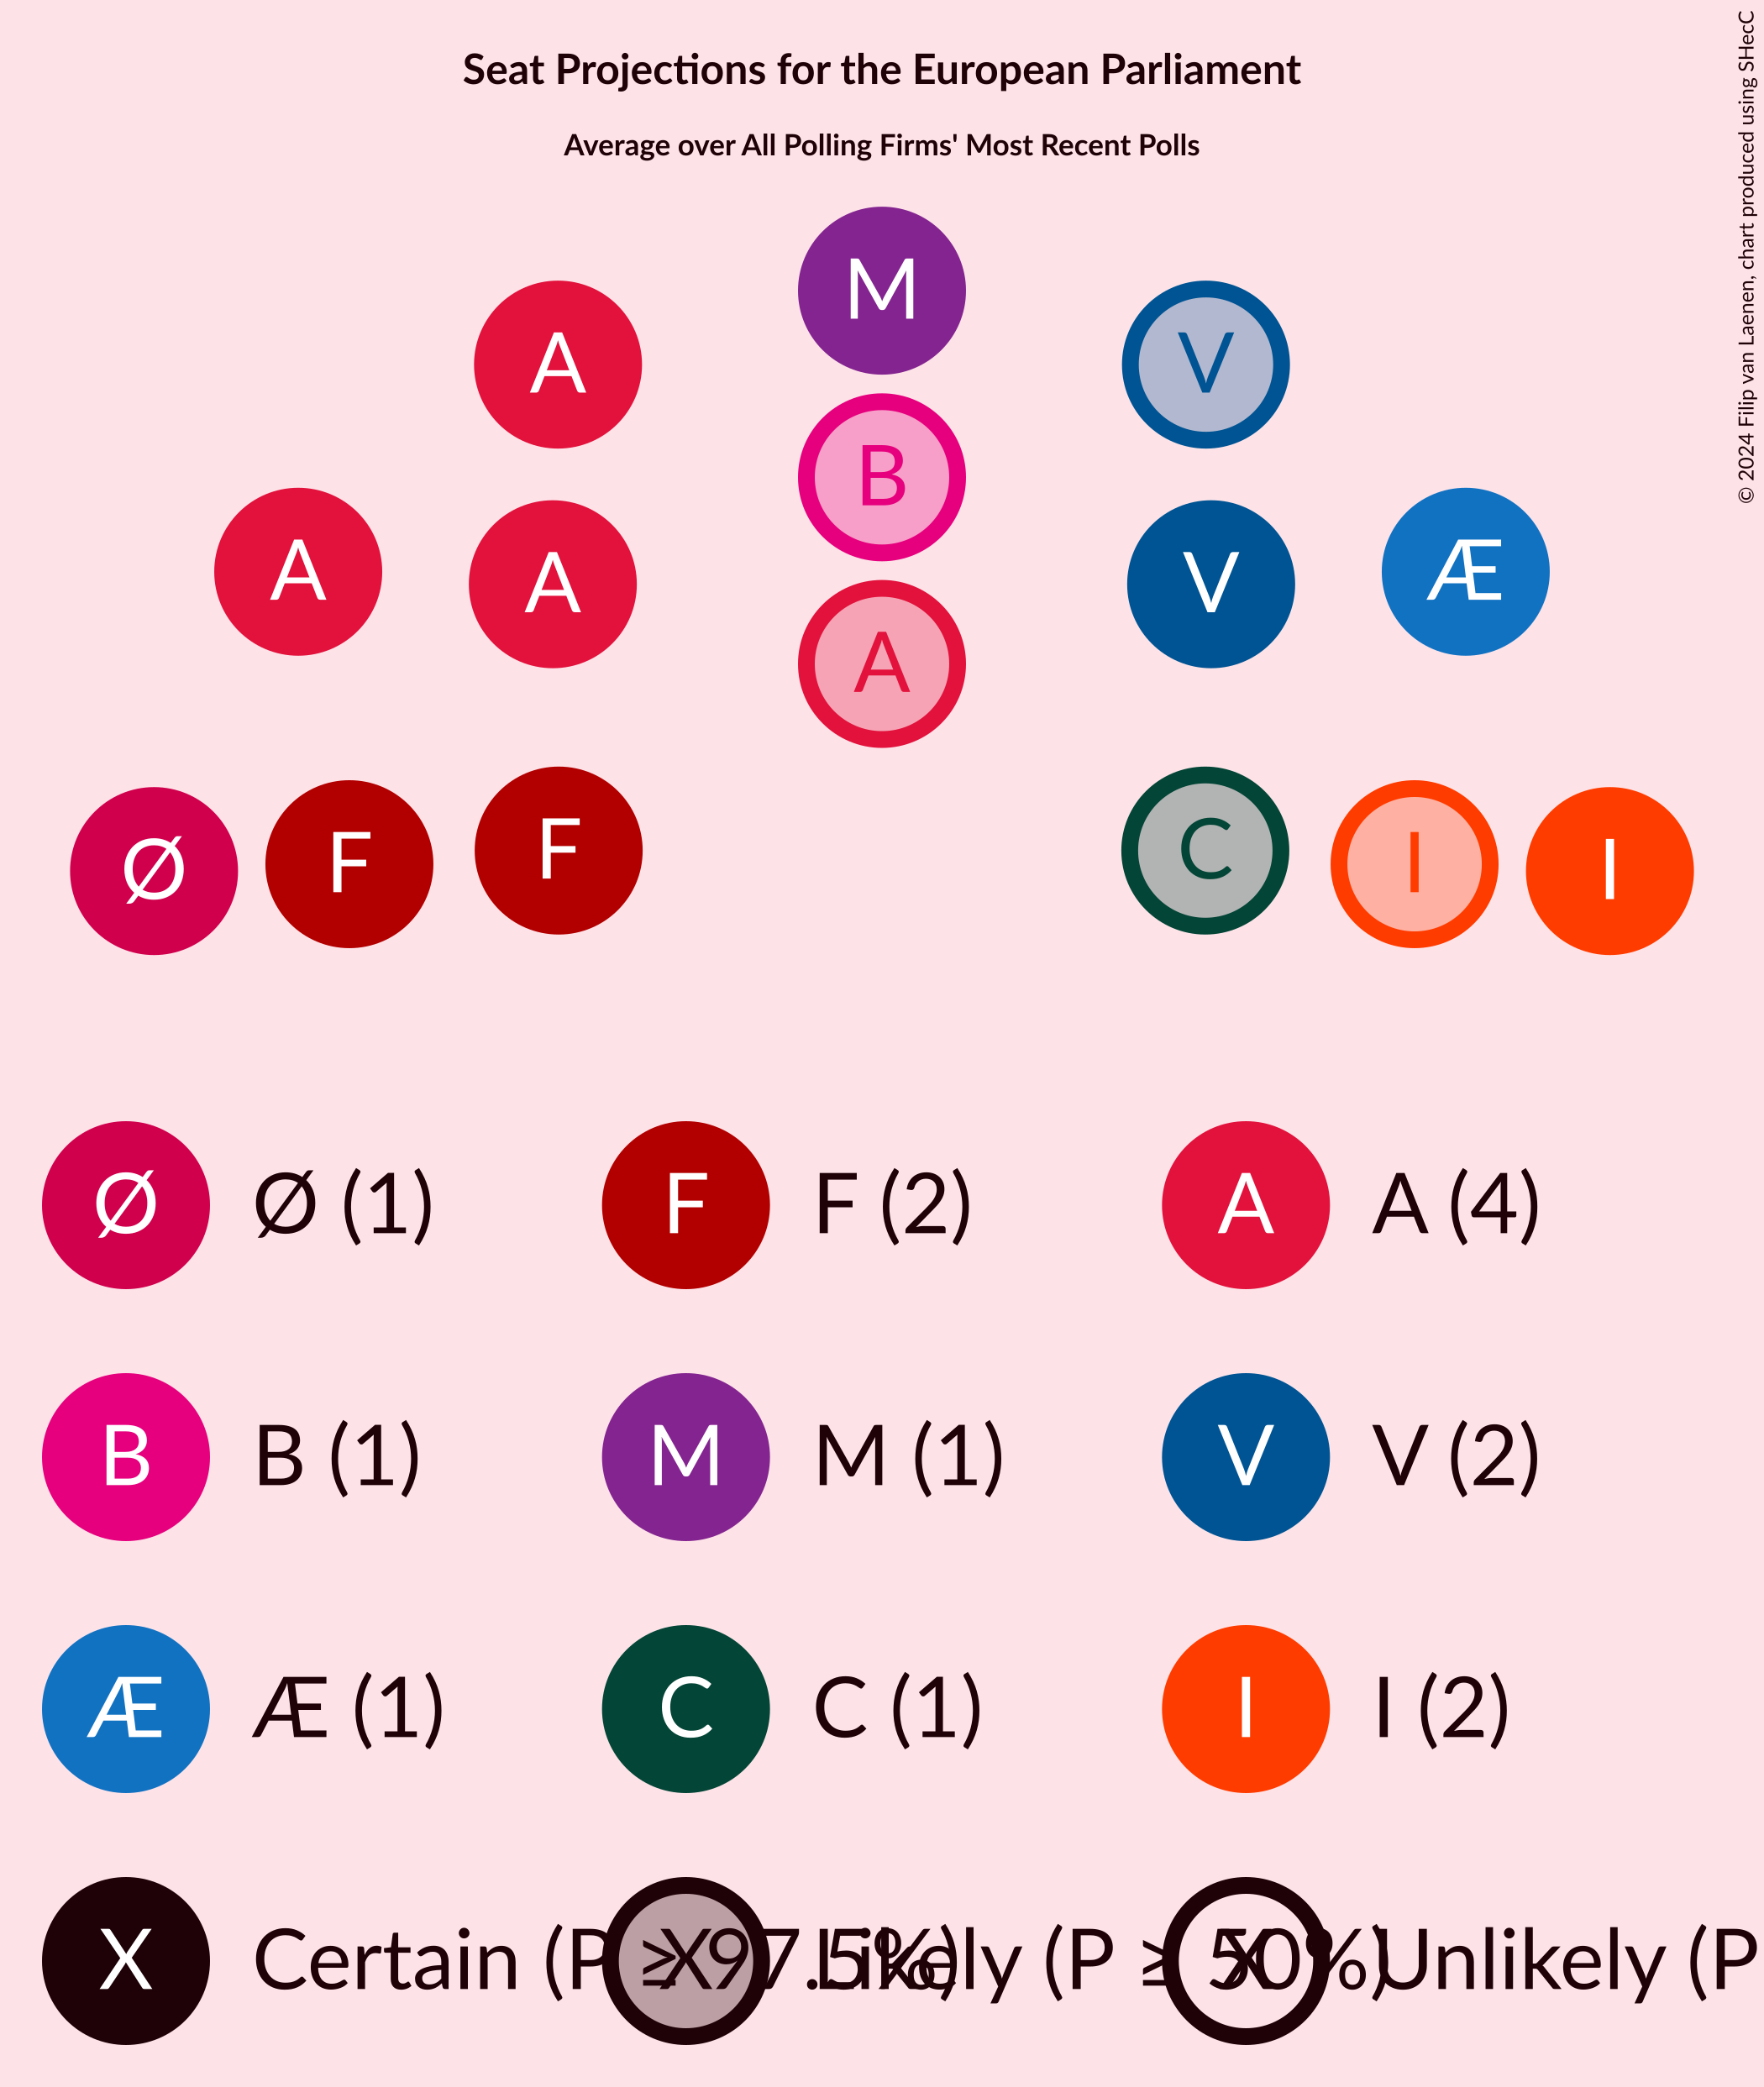 Seat Projections for the European Parliament
Average over All Polling Firms' Most Recent Polls
© 2024 Filip van Laenen, chart produced using SHecC
M
A
V
B
A
Æ
A
V
A
Ø
F
F
C
I
I
Ø Ø (1)
F F (2)
A A (4)
B B (1)
M M (1)
V V (2)
Æ Æ (1)
C C (1)
I I (2)
X Certain (P ≥ 97.5%)
X Likely (P ≥ 50%)
X Unlikely (P